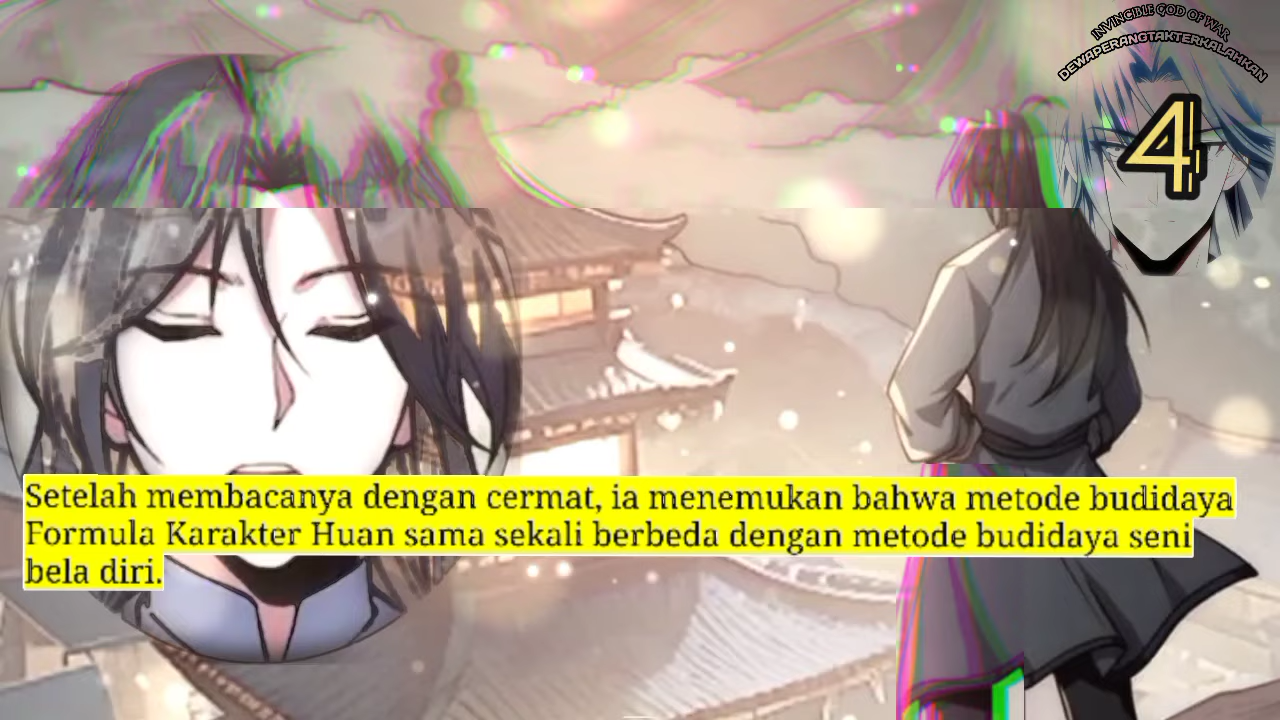 INVINCIBLE GOD OF WAR
DEWAPERANGTAKTERKALAHKAN
4
Setelah membacanya dengan cermat, ia menemukan bahwa metode budidaya
Formula Karakter Huan sama sekali berbeda dengan metode budidaya seni
bela diri.